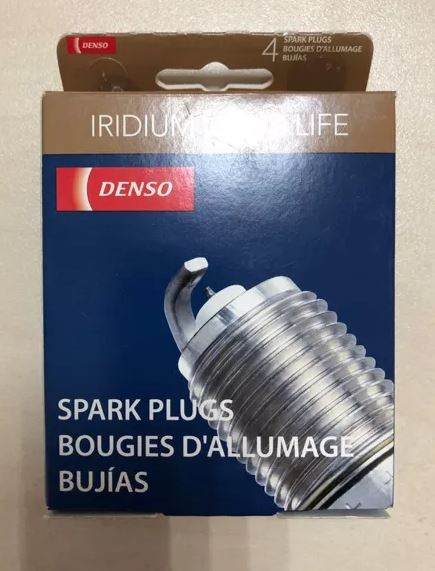 DENSO
4 SPARK PLUGS
BOUGIES D'ALLUMAGE
BUJÍAS
IRIDIUM LIFE
DENSO
SPARK PLUGS
BOUGIES D'ALLUMAGE
BUJÍAS